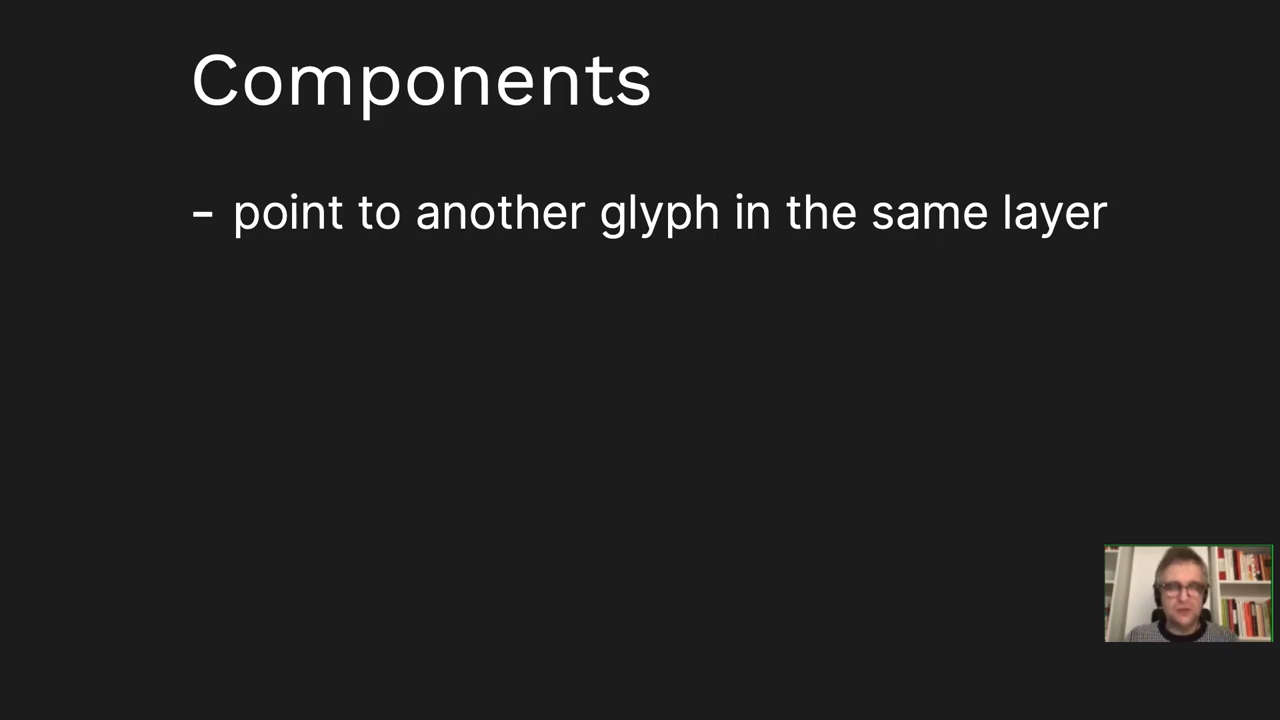 Components
- point to another glyph in the same layer